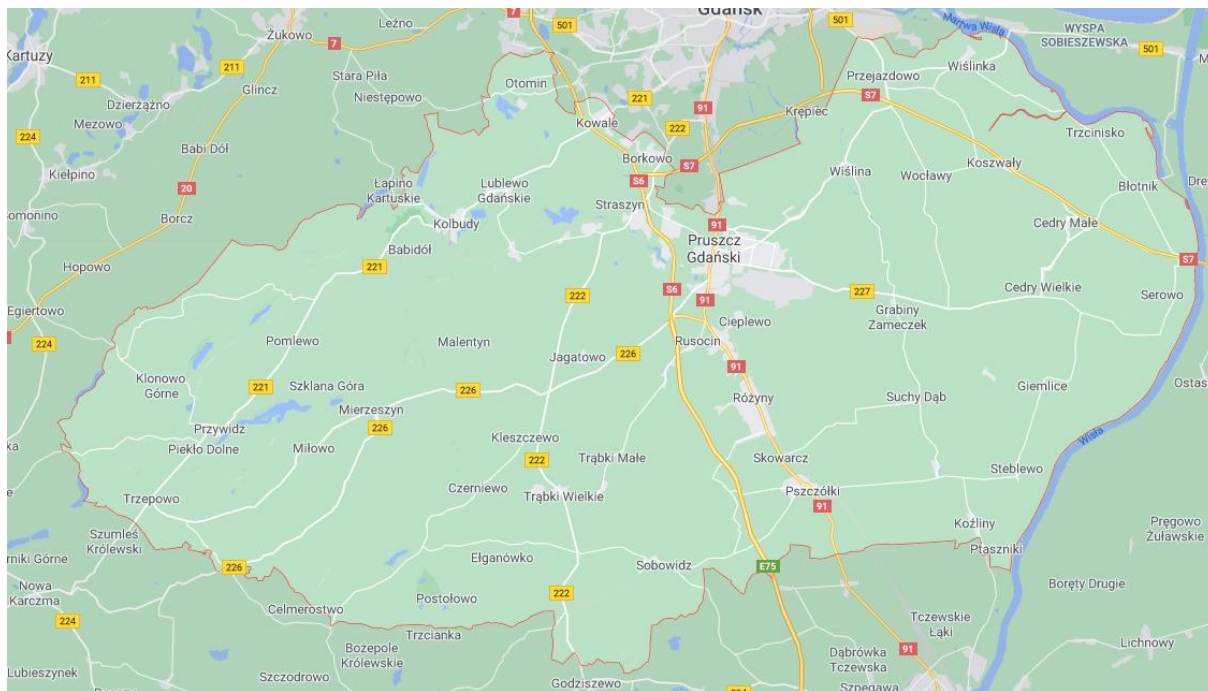 Gdańsk
Leźno
7
501
501
Martwa Wisła
WYSPA
SOBIESZEWSKA
501
Żukowo
7
Kartuzy
211
Glincz
211
Stara Piła
Niestępowo
Otomin
221
91
Przejazdowo
Wiślinka
S7
Dzierżążno
Mezowo
224
Kowale
222
Krępiec
Trzcinisko
Babi Dół
Borkowo
S7
Koszwały
Kiełpino
20
Łapino
Kartuskie
Lublewo
Gdańskie
S6
Wiślina
Wocławy
Błotnik
Borcz
Straszyn
Kolbudy
91
Cedry Małe
Pruszcz
Gdański
Babidół
Hopowo
221
S7
S6
227
Cedry Wielkie
Serowo
222
91
Egiertowo
Cieplewo
Grabiny
Zameczek
224
Pomlewo
Malentyn
Rusocin
Jagatowo
226
91
Klonowo
Górne
Szklana Góra
221
226
Giemlice
Mierzeszyn
Różyny
Suchy Dąb
226
Przywidz
Piekło Dolne
Miłowo
Kleszczewo
Wisła
222
Trąbki Małe
Skowarcz
Steblewo
Czerniewo
Trzepowo
Trąbki Wielkie
Pszczółki
91
Szumleś
Królewski
Koźliny
Pręgowo
Żuławskie
Ełganówko
Ptaszniki
226
Sobowidz
E75
Nowa
Karczma
222
Postołowo
Boręty Drugie
Celmerostwo
224
Trzcianka
Tczewskie
Łąki
Bożepole
Królewskie
91
Lichnowy
Dąbrówka
Tczewska
Lubieszynek
Szczodrowo
Godziszewo
Szpęgawa